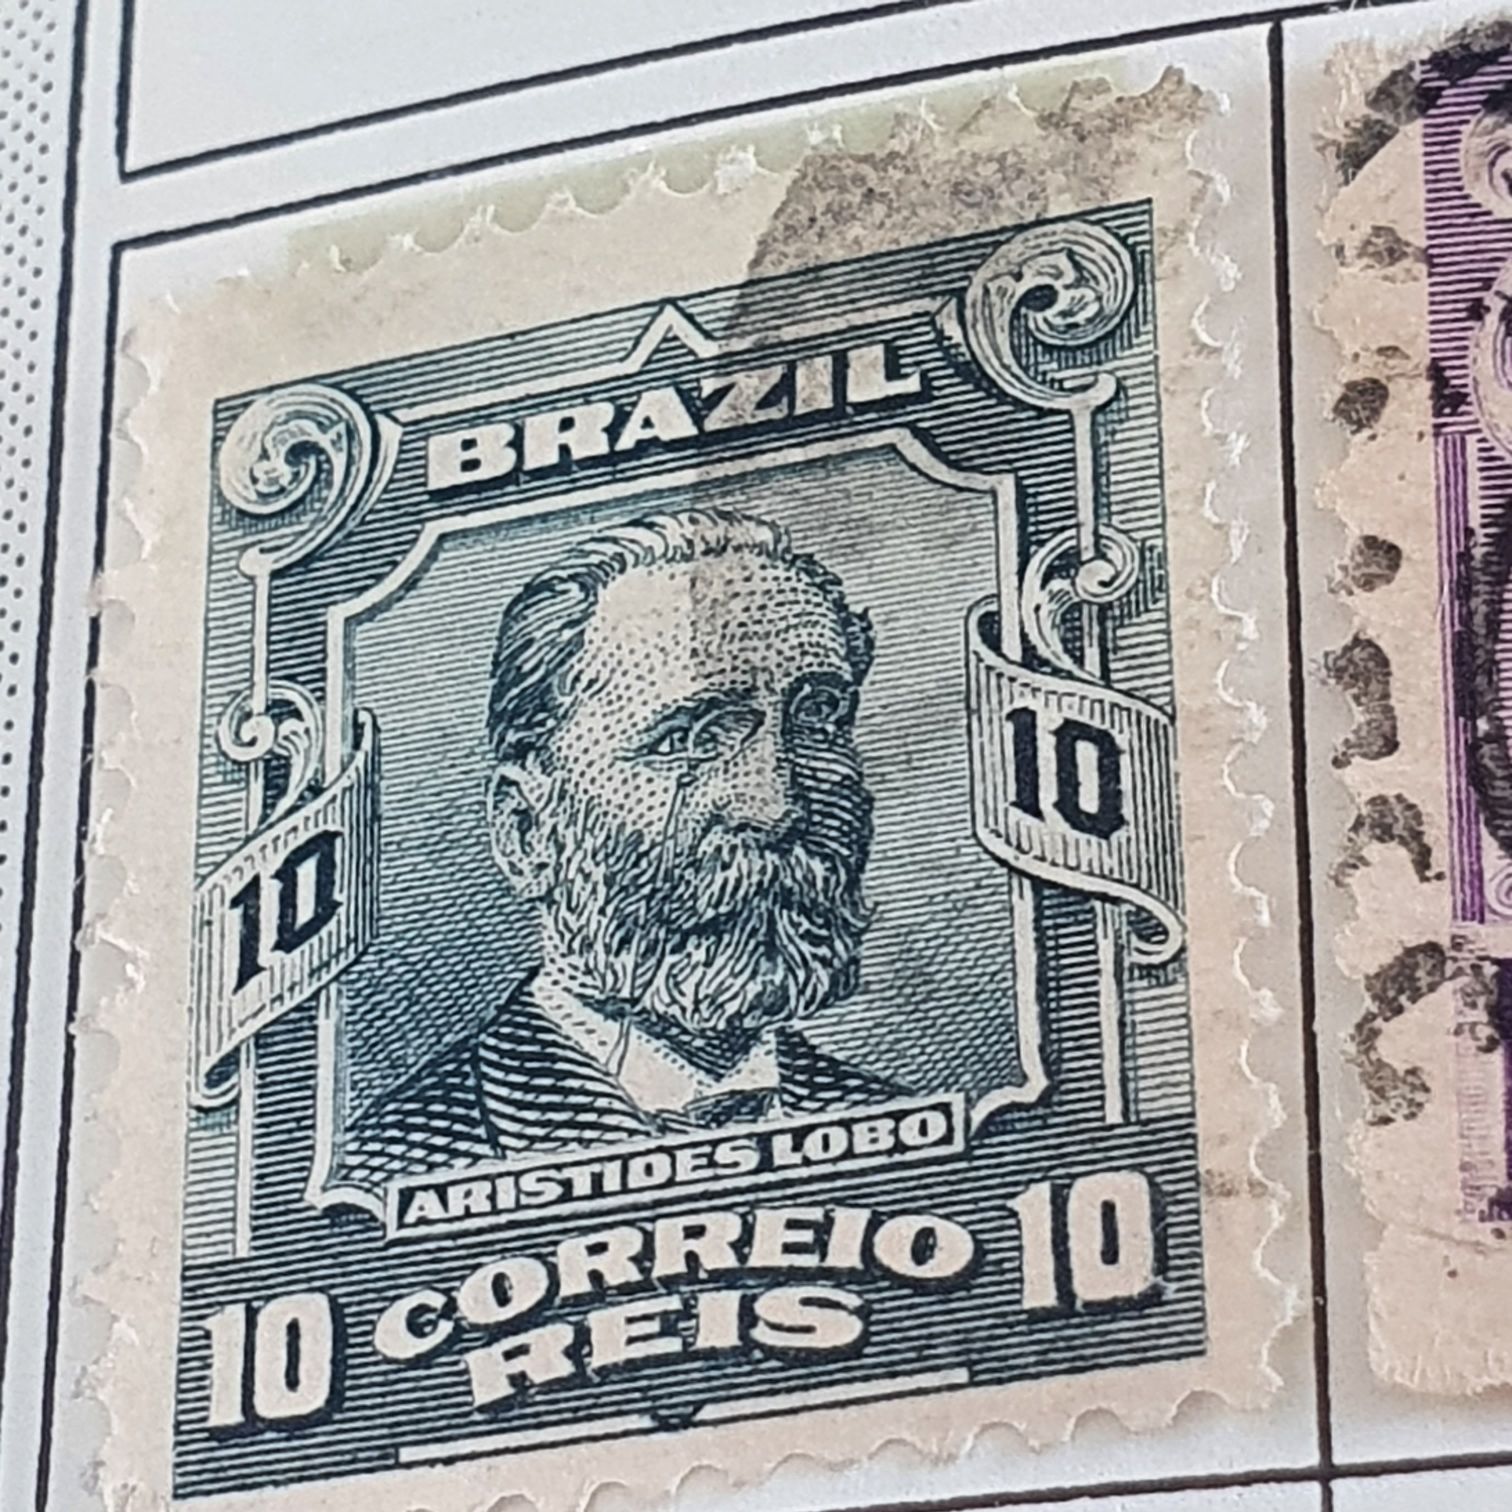 BRAZIL
10
10
ARISTIDES LOBO
10 CORREIO 10
REIS